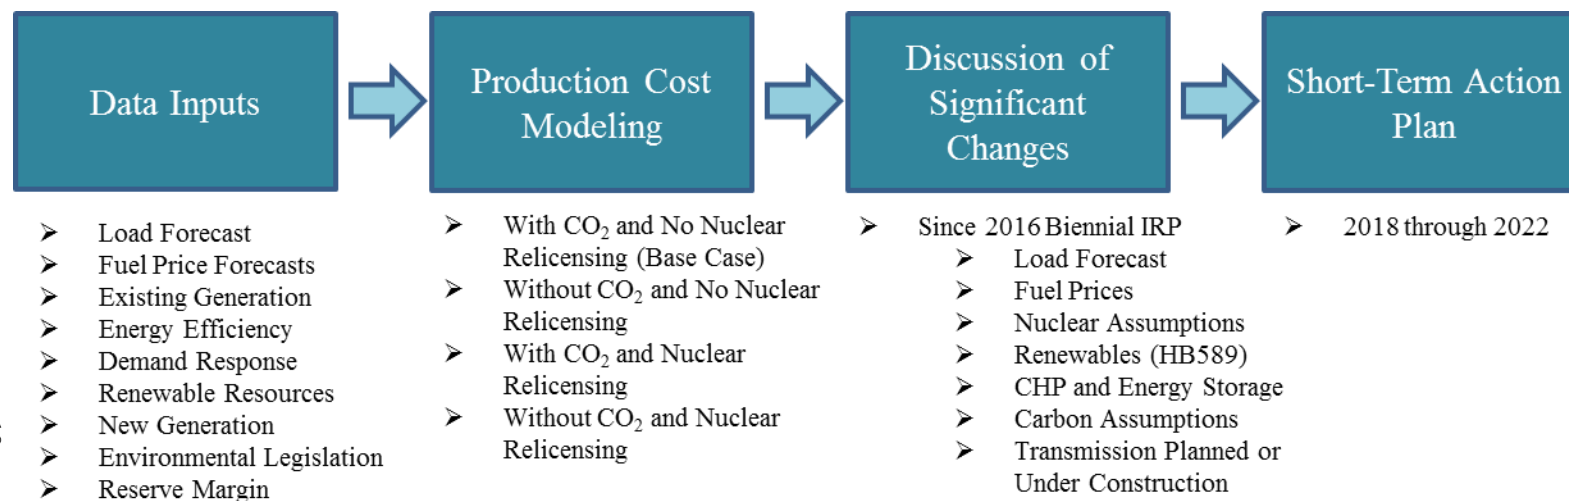 Data Inputs
Production Cost
Modeling
Discussion of
Significant
Changes
Short-Term Action
Plan
➢ Load Forecast
➢ Fuel Price Forecasts
➢ Existing Generation
➢ Energy Efficiency
➢ Demand Response
➢ Renewable Resources
➢ New Generation
➢ Environmental Legislation
➢ Reserve Margin
➢ With CO₂ and No Nuclear
Relicensing (Base Case)
➢ Without CO₂ and No Nuclear
Relicensing
➢ With CO₂ and Nuclear
Relicensing
➢ Without CO₂ and Nuclear
Relicensing
➢ Since 2016 Biennial IRP
➢ Load Forecast
➢ Fuel Prices
➢ Nuclear Assumptions
➢ Renewables (HB589)
➢ CHP and Energy Storage
➢ Carbon Assumptions
➢ Transmission Planned or
Under Construction
➢ 2018 through 2022